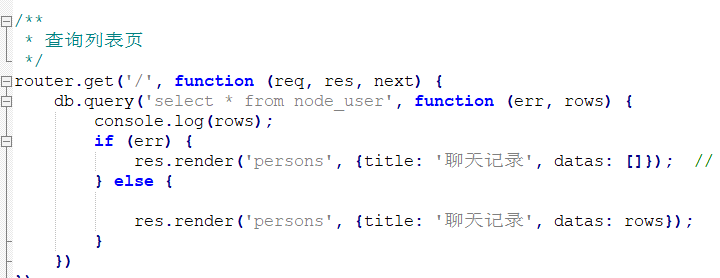 /**
 * 查询列表页
 */
router.get('/', function (req, res, next) {
    db.query('select * from node_user', function (err, rows) {
        console.log(rows);
        if (err) {
            res.render('persons', {title: '聊天记录', datas: []});  //
        } else {
            res.render('persons', {title: '聊天记录', datas: rows});
        }
    })